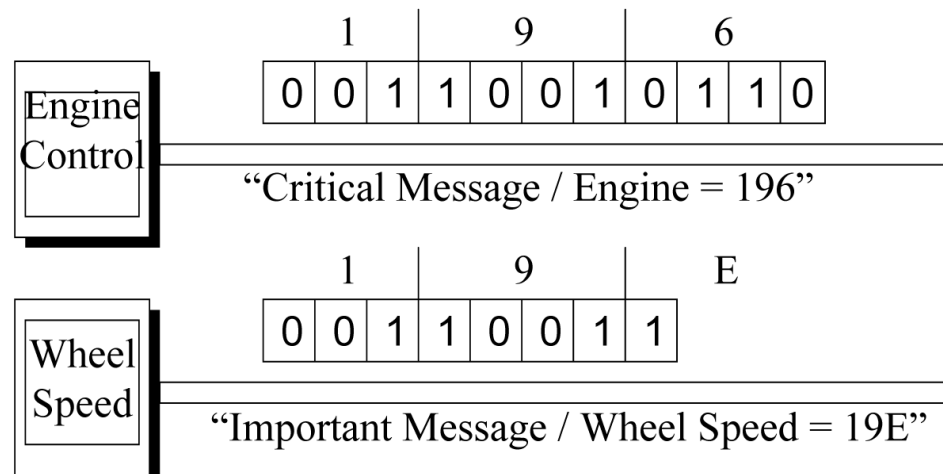 1 9 6
0 0 1 1 0 0 1 0 1 1 0
Engine
Control
“Critical Message / Engine = 196”
1 9 E
0 0 1 1 0 0 1 1
Wheel
Speed
“Important Message / Wheel Speed = 19E”